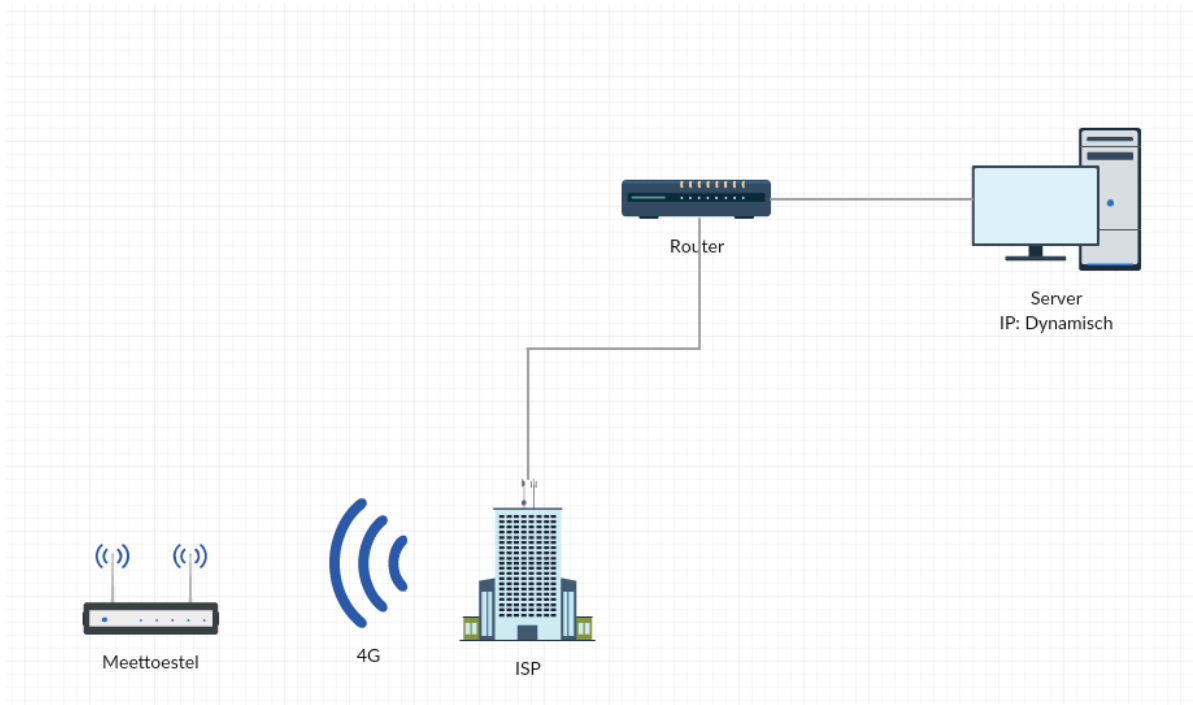 Router
Server
IP: Dynamisch
Meettoestel
4G
ISP